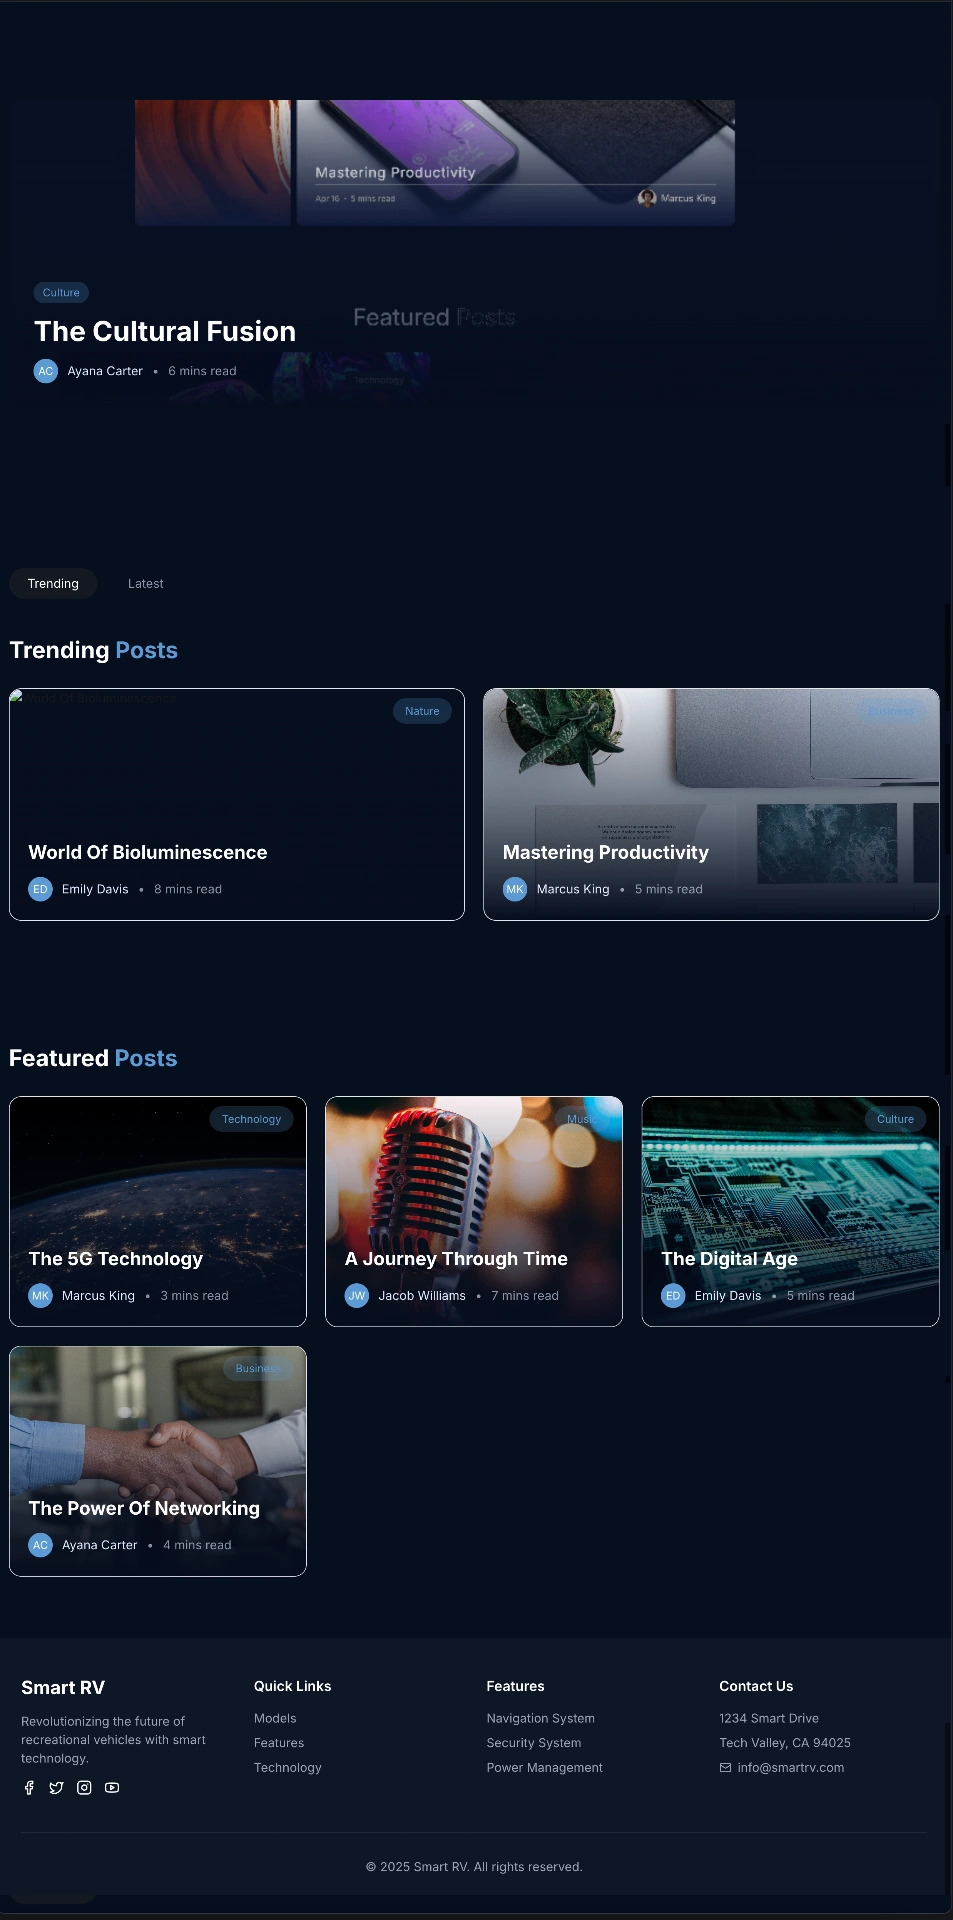 Mastering Productivity
Apr 16 - 5 mins read
Marcus King
Culture
Featured Posts
The Cultural Fusion
AC Ayana Carter • 6 mins read
Technology
Trending
Latest
Trending Posts
World Of Bioluminescence
Nature
Business
World Of Bioluminescence
ED Emily Davis • 8 mins read
Mastering Productivity
MK Marcus King • 5 mins read
Featured Posts
Technology
The 5G Technology
MK Marcus King • 3 mins read
Music
A Journey Through Time
JW Jacob Williams • 7 mins read
Culture
The Digital Age
ED Emily Davis • 5 mins read
Business
The Power Of Networking
AC Ayana Carter • 4 mins read
Smart RV
Revolutionizing the future of
recreational vehicles with smart
technology.
Quick Links
Models
Features
Technology
Features
Navigation System
Security System
Power Management
Contact Us
1234 Smart Drive
Tech Valley, CA 94025
info@smartrv.com
© 2025 Smart RV. All rights reserved.